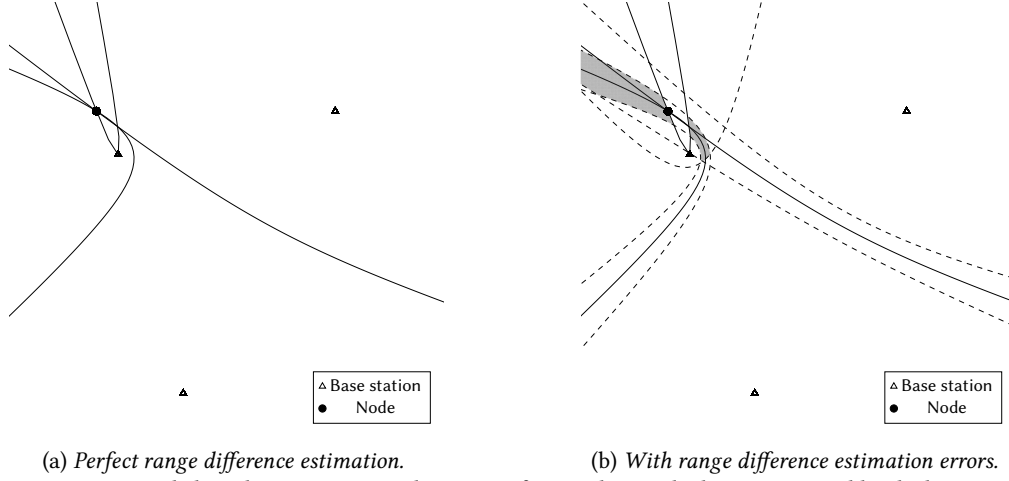 Base station
Node
Base station
Node
(a) Perfect range difference estimation.
(b) With range difference estimation errors.